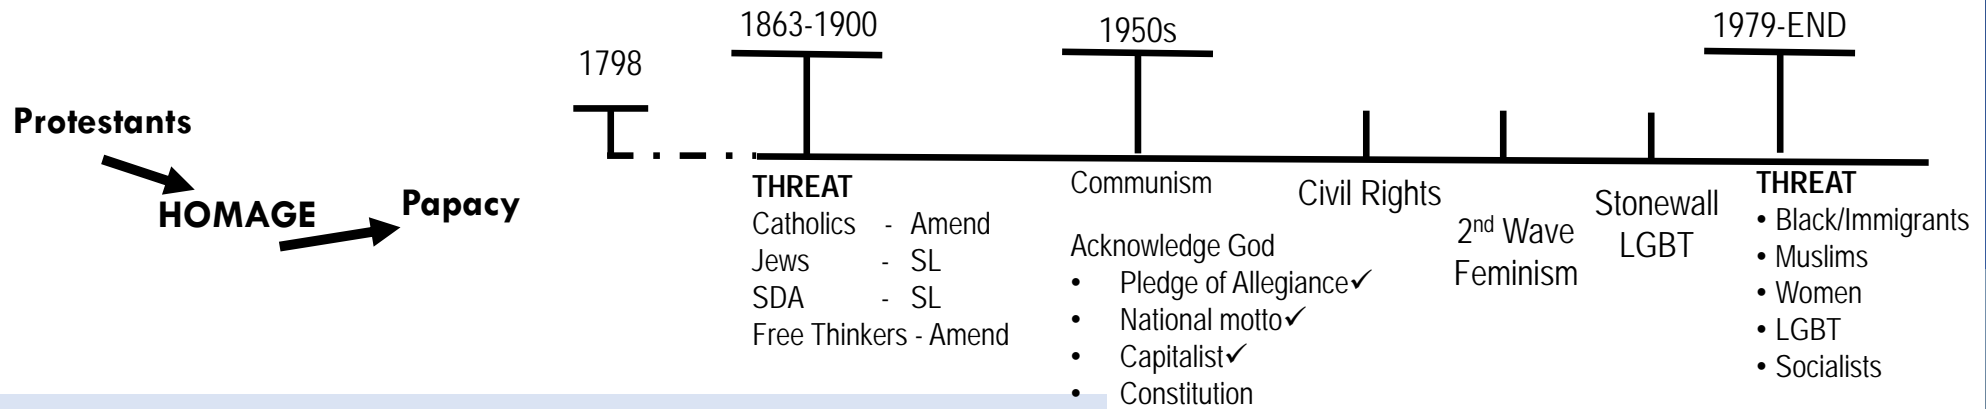 Protestants
HOMAGE
Papacy
1798
1863-1900
THREAT
Catholics - Amend
Jews - SL
SDA - SL
Free Thinkers - Amend
1950s
Communism
Acknowledge God
• Pledge of Allegiance✓
• National motto✓
• Capitalist✓
• Constitution
Civil Rights
2nd Wave
Feminism
Stonewall
LGBT
1979-END
THREAT
• Black/Immigrants
• Muslims
• Women
• LGBT
• Socialists